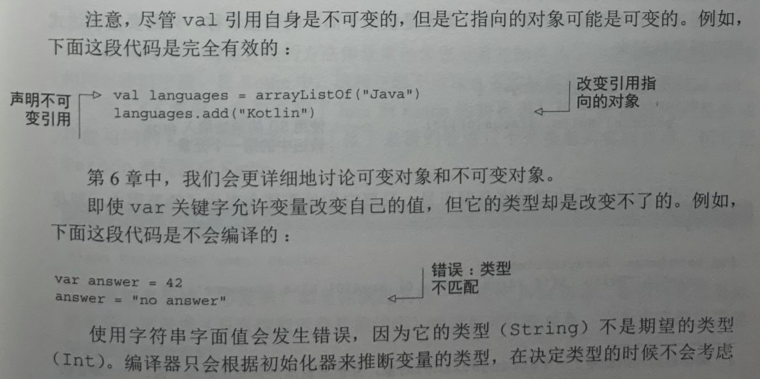 注意，尽管 val 引用自身是不可变的，但是它指向的对象可能是可变的。例如，
下面这段代码是完全有效的：
声明不可
变引用
val languages = arrayListOf("Java")
languages.add("Kotlin")
改变引用指
向的对象
第 6 章中，我们会更详细地讨论可变对象和不可变对象。
即使 var 关键字允许变量改变自己的值，但它的类型却是改变不了的。例如，
下面这段代码是不会编译的：
var answer = 42
answer = "no answer"
错误：类型
不匹配
使用字符串字面值会发生错误，因为它的类型（String）不是期望的类型
（Int）。编译器只会根据初始化器来推断变量的类型，在决定类型的时候不会考虑